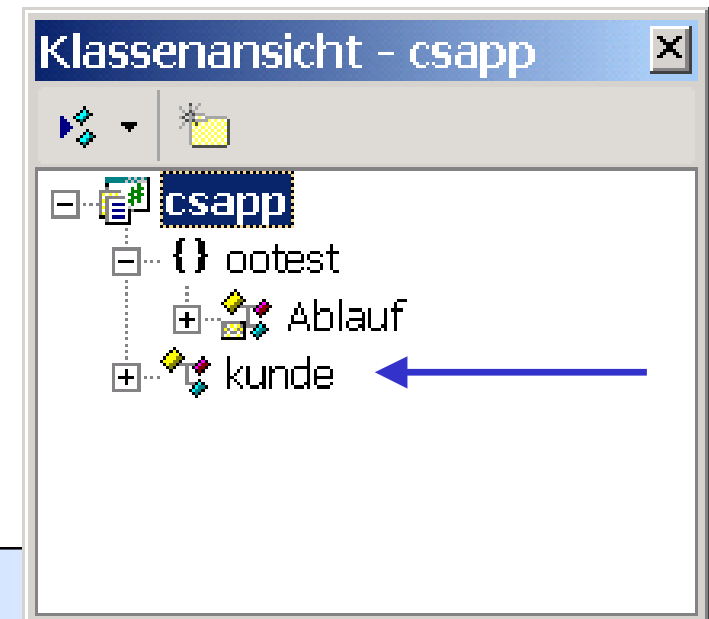 Klassenansicht - csapp
csapp
{} ootest
Ablauf
kunde